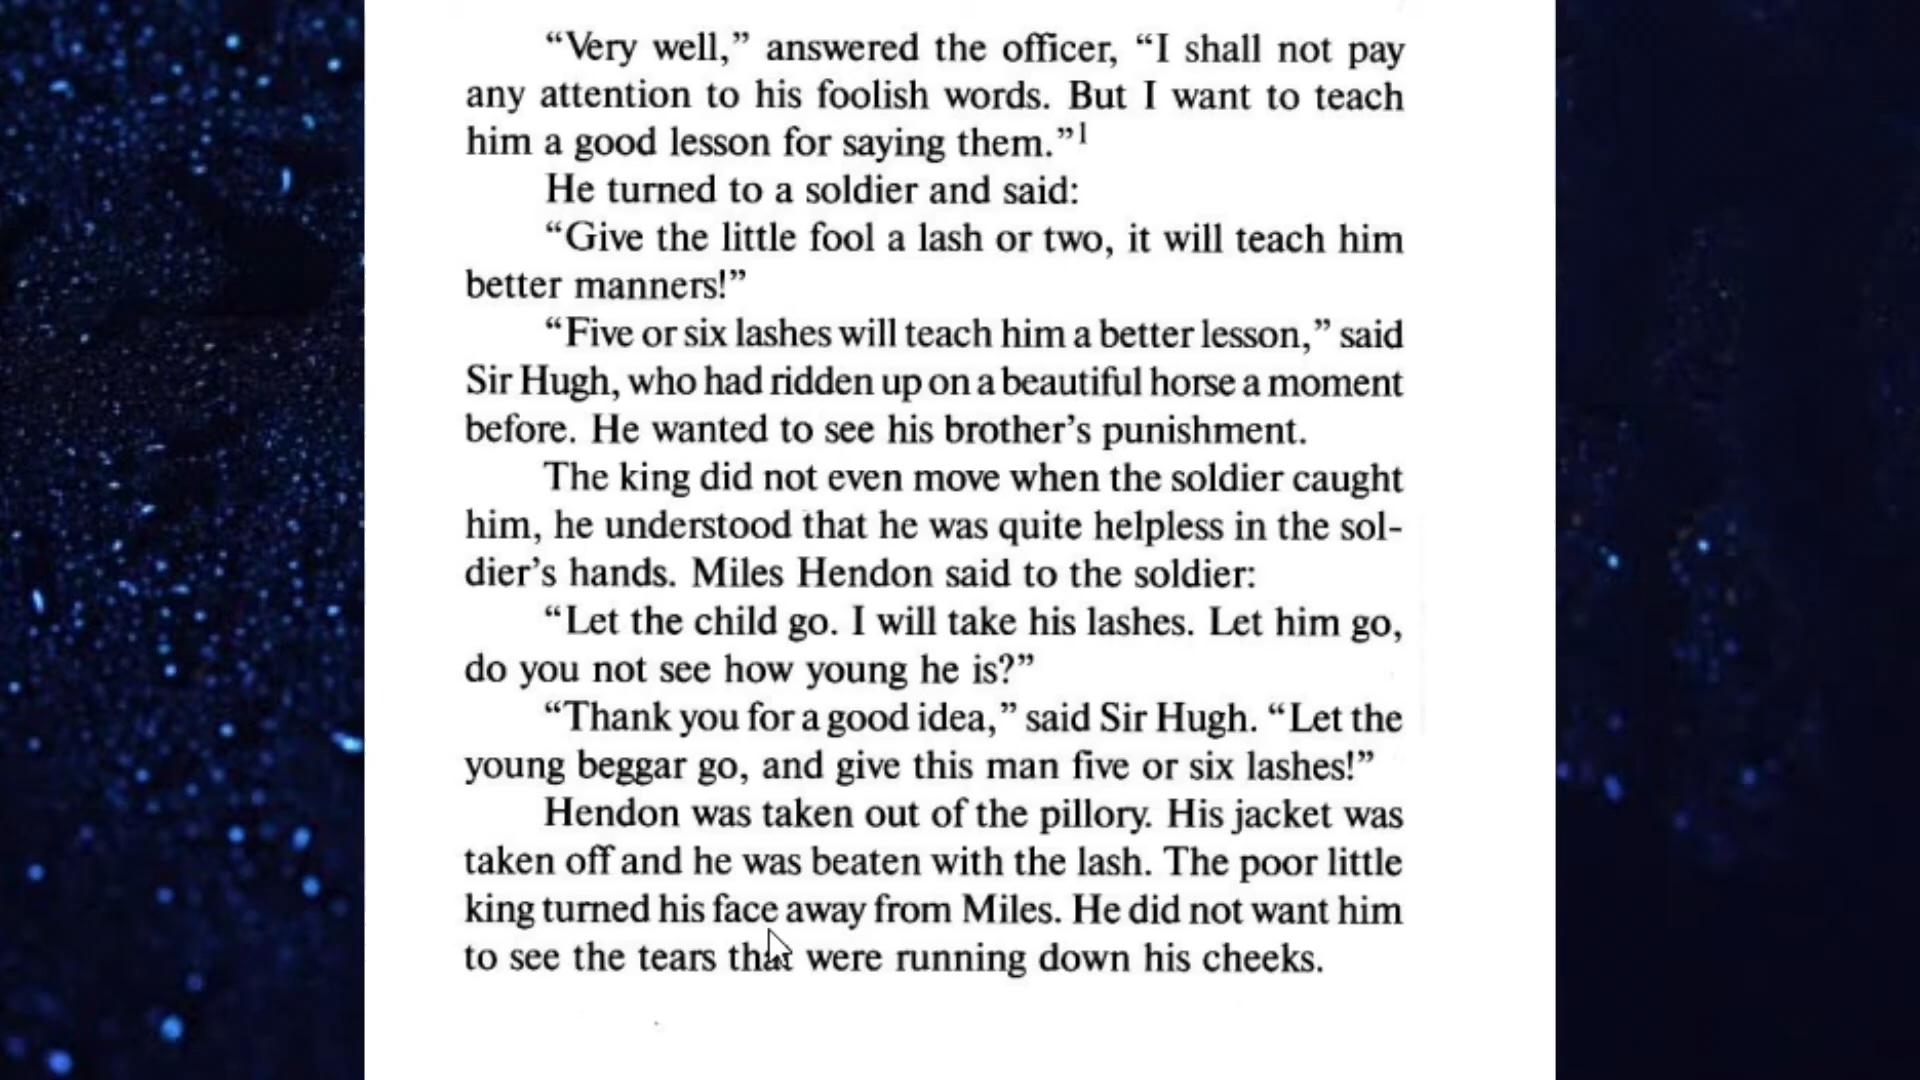 “Very well,” answered the officer, “I shall not pay
any attention to his foolish words. But I want to teach
him a good lesson for saying them.”1
He turned to a soldier and said:
“Give the little fool a lash or two, it will teach him
better manners!”
“Five or six lashes will teach him a better lesson,” said
Sir Hugh, who had ridden up on a beautiful horse a moment
before. He wanted to see his brother’s punishment.
The king did not even move when the soldier caught
him, he understood that he was quite helpless in the sol-
dier’s hands. Miles Hendon said to the soldier:
“Let the child go. I will take his lashes. Let him go,
do you not see how young he is?”
“Thank you for a good idea,” said Sir Hugh. “Let the
young beggar go, and give this man five or six lashes!”
Hendon was taken out of the pillory. His jacket was
taken off and he was beaten with the lash. The poor little
king turned his face away from Miles. He did not want him
to see the tears that were running down his cheeks.